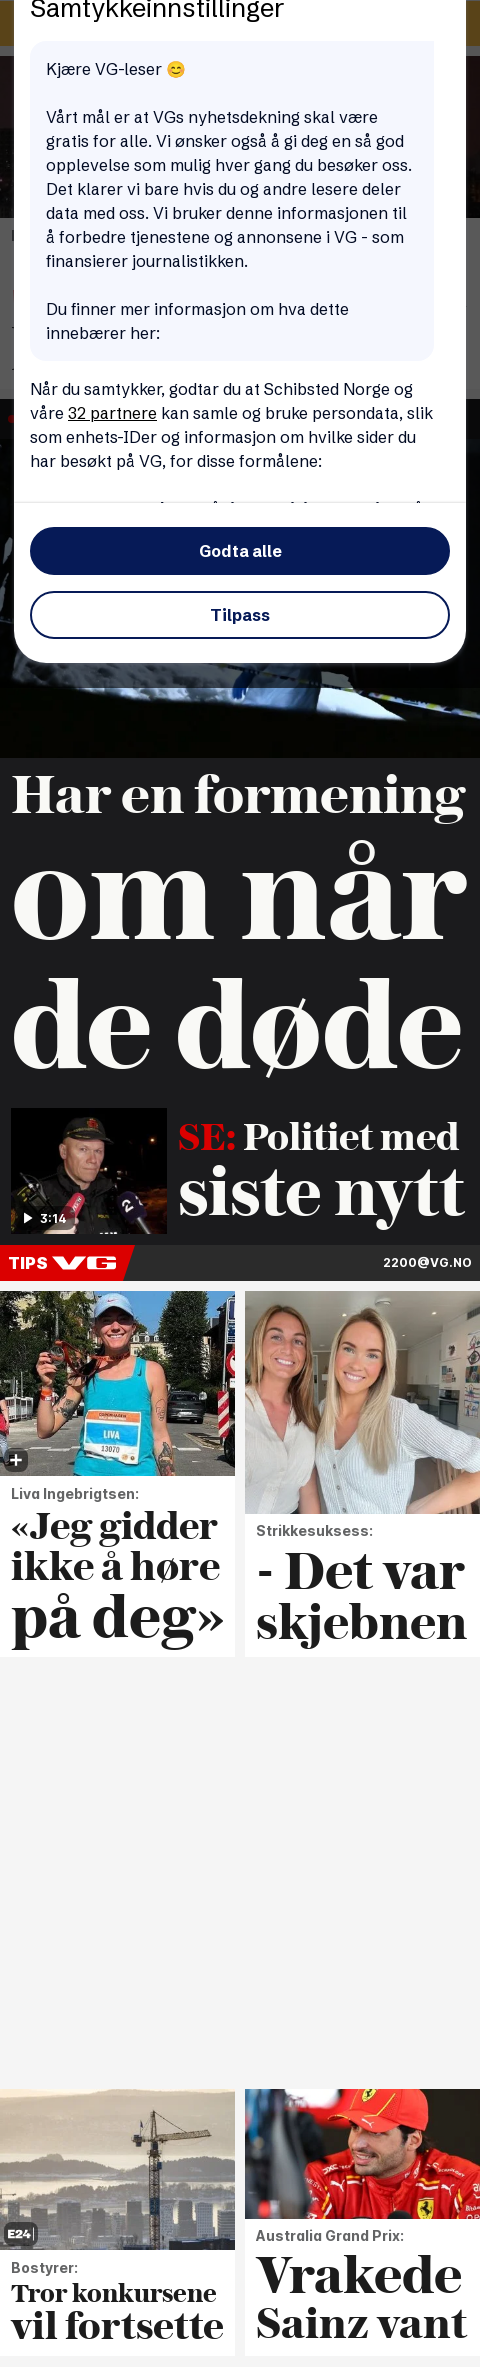 Samtykkeinnstillinger
Kjære VG-leser 😊
Vårt mål er at VGs nyhetsdekning skal være
gratis for alle. Vi ønsker også å gi deg en så god
opplevelse som mulig hver gang du besøker oss.
Det klarer vi bare hvis du og andre lesere deler
data med oss. Vi bruker denne informasjonen til
å forbedre tjenestene og annonsene i VG - som
finansierer journalistikken.
Du finner mer informasjon om hva dette
innebærer her:
Når du samtykker, godtar du at Schibsted Norge og
våre 32 partnere kan samle og bruke persondata, slik
som enhets-IDer og informasjon om hvilke sider du
har besøkt på VG, for disse formålene:
Godta alle
Tilpass
Har en formening
om når
de døde
3:14
SE: Politiet med
siste nytt
TIPS VG
2200@VG.NO
LIVA
13070
Liva Ingebrigtsen:
«Jeg gidder
ikke å høre
på deg»
Strikkesuksess:
- Det var
skjebnen
E24
Bostyrer:
Tror konkursene
vil fortsette
Australia Grand Prix:
Vrakede
Sainz vant